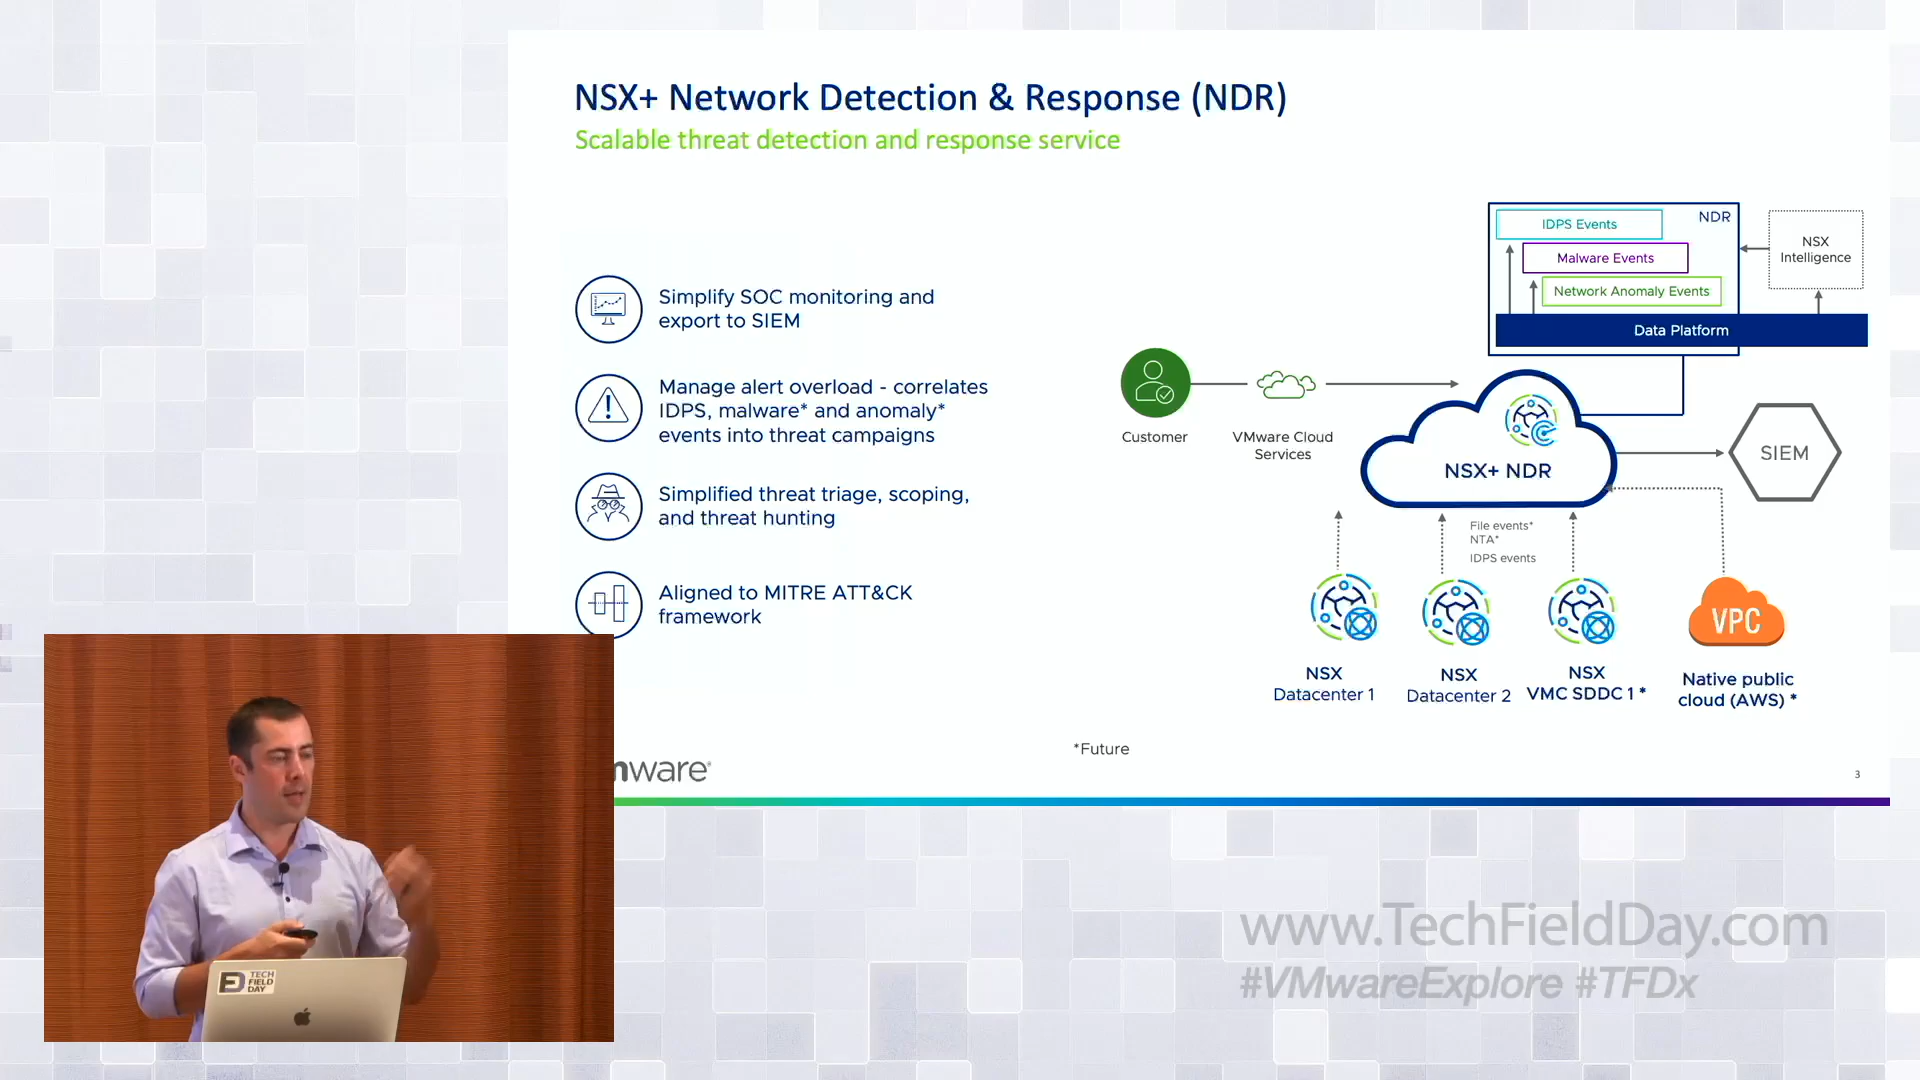 NSX+ Network Detection & Response (NDR)
Scalable threat detection and response service
Simplify SOC monitoring and
export to SIEM
Manage alert overload - correlates
IDPS, malware* and anomaly*
events into threat campaigns
Simplified threat triage, scoping,
and threat hunting
Aligned to MITRE ATT&CK
framework
IDPS Events
NDR
Malware Events
Network Anomaly Events
Data Platform
NSX
Intelligence
Customer
VMware Cloud
Services
NSX+ NDR
SIEM
File events*
NTA*
IDPS events
NSX
Datacenter 1
NSX
Datacenter 2
NSX
VMC SDDC 1 *
VPC
Native public
cloud (AWS) *
*Future
mware®
3
TECH
FIELD
DAY
www.TechFieldDay.com
#VMwareExplore #TFDx